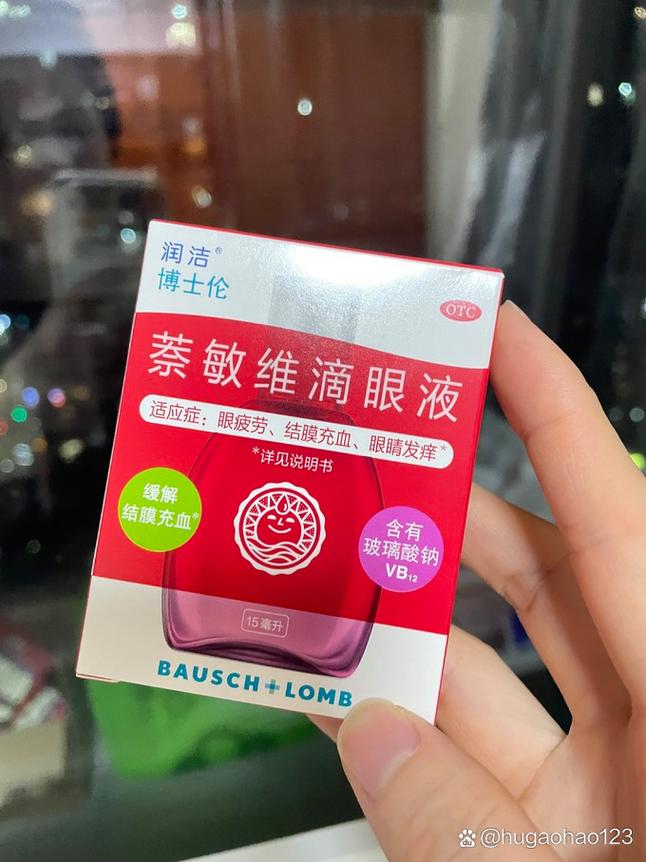 润洁®
博士伦
OTC
萘敏维滴眼液
适应症：眼疲劳、结膜充血、眼睛发痒*
*详见说明书
缓解
结膜充血*
含有
玻璃酸钠
VB₁₂
15毫升
BAUSCH + LOMB
@hugaohao123